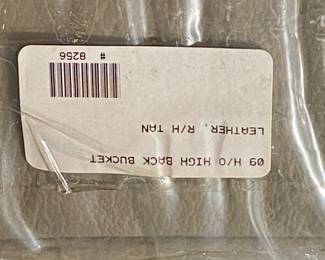 09 H/O HIGH BACK BUCKET
LEATHER, R/H TAN
# 8256